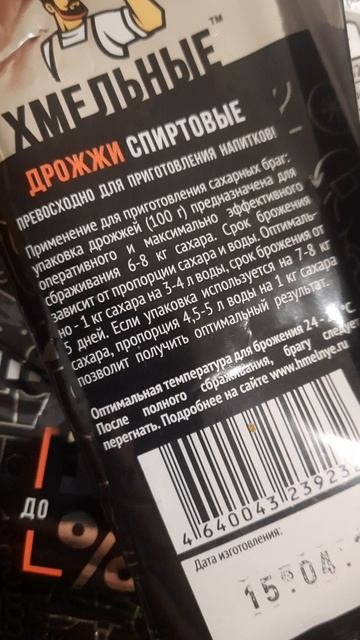 ХМЕЛЬНЫЕ™
ДРОЖЖИ СПИРТОВЫЕ
ПРЕВОСХОДНО ДЛЯ ПРИГОТОВЛЕНИЯ НАПИТКОВ!
Применение для приготовления сахарных браг:
упаковка дрожжей (100 г) предназначена для
оперативного и максимально эффективного
сбраживания 6-8 кг сахара. Срок брожения
зависит от пропорции сахара и воды. Оптималь-
но - 1 кг сахара на 3-4 л воды, срок брожения от
5 дней. Если упаковка используется на 7-8 кг
сахара, пропорция 4,5-5 л воды на 1 кг сахара
позволит получить оптимальный результат.
Оптимальная температура для брожения 24 -
После полного сбраживания, брагу
перегнать. Подробнее на сайте www.hmelnye.ru
4 640043 23923
Дата изготовления:
15.04.
ДО
%